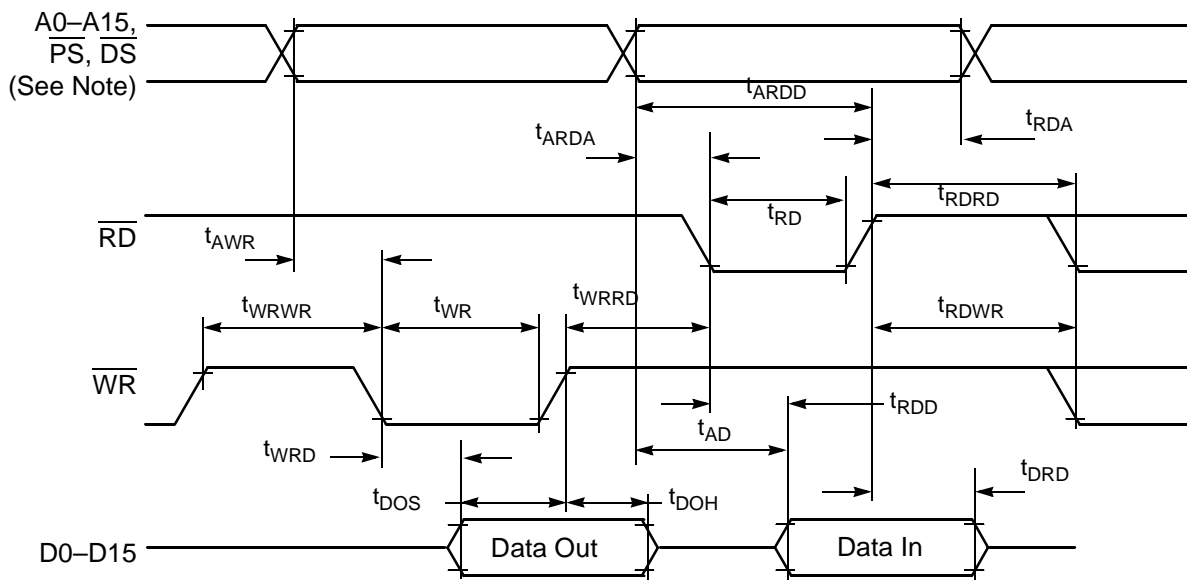 A0–A15,
PS, DS
(See Note)
tARDD
tARDA
tRDA
tRD
tRDRD
RD
tAWR
tWRWR
tWR
tWRRD
tRDWR
WR
tRDD
tAD
tWRD
tDRD
tDOS
tDOH
D0–D15
Data Out
Data In